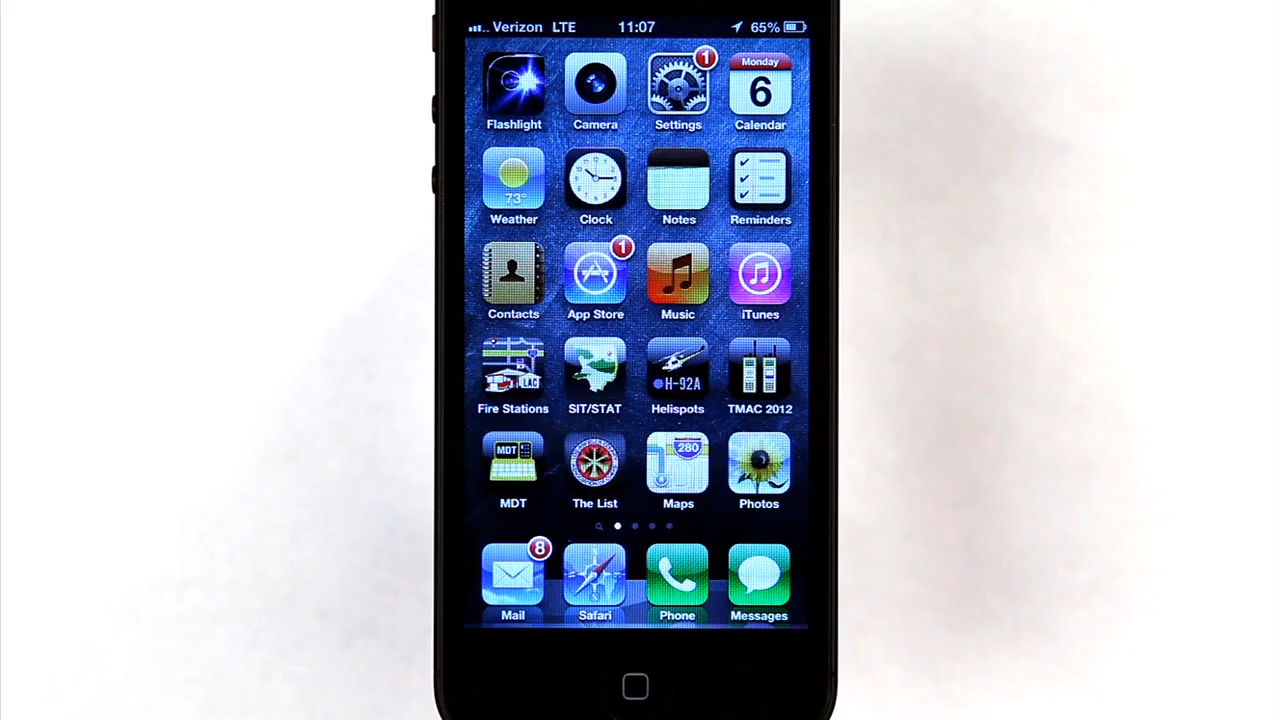 Verizon LTE 11:07 65%
1 Monday
6
Flashlight Camera Settings Calendar
73°
Weather Clock Notes Reminders
1
Contacts App Store Music iTunes
LAC H-92A
Fire Stations SIT/STAT Helispots TMAC 2012
MDT 280
MDT The List Maps Photos
8
Mail Safari Phone Messages